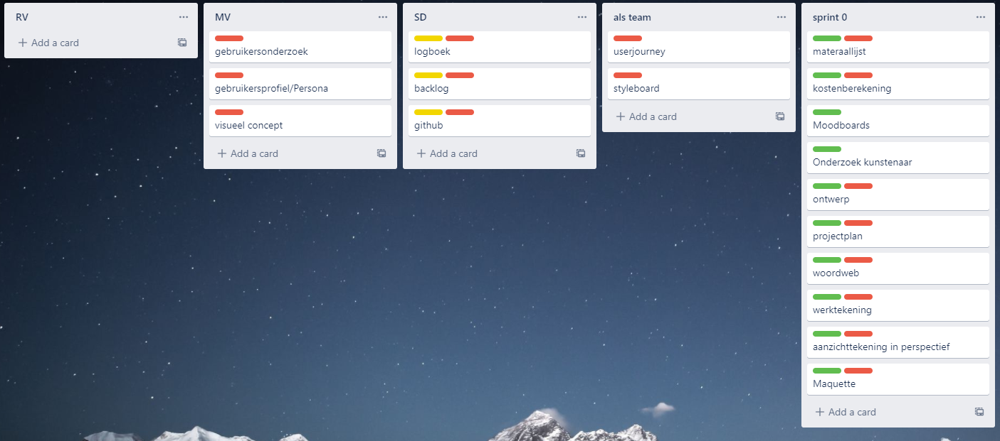 RV
Add a card
MV
gebruikersonderzoek
gebruikersprofiel/Persona
visueel concept
Add a card
SD
logboek
backlog
github
Add a card
als team
userjourney
styleboard
Add a card
sprint 0
materaallijst
kostenberekening
Moodboards
Onderzoek kunstenaar
ontwerp
projectplan
woordweb
werktekening
aanzichttekening in perspectief
Maquette
Add a card